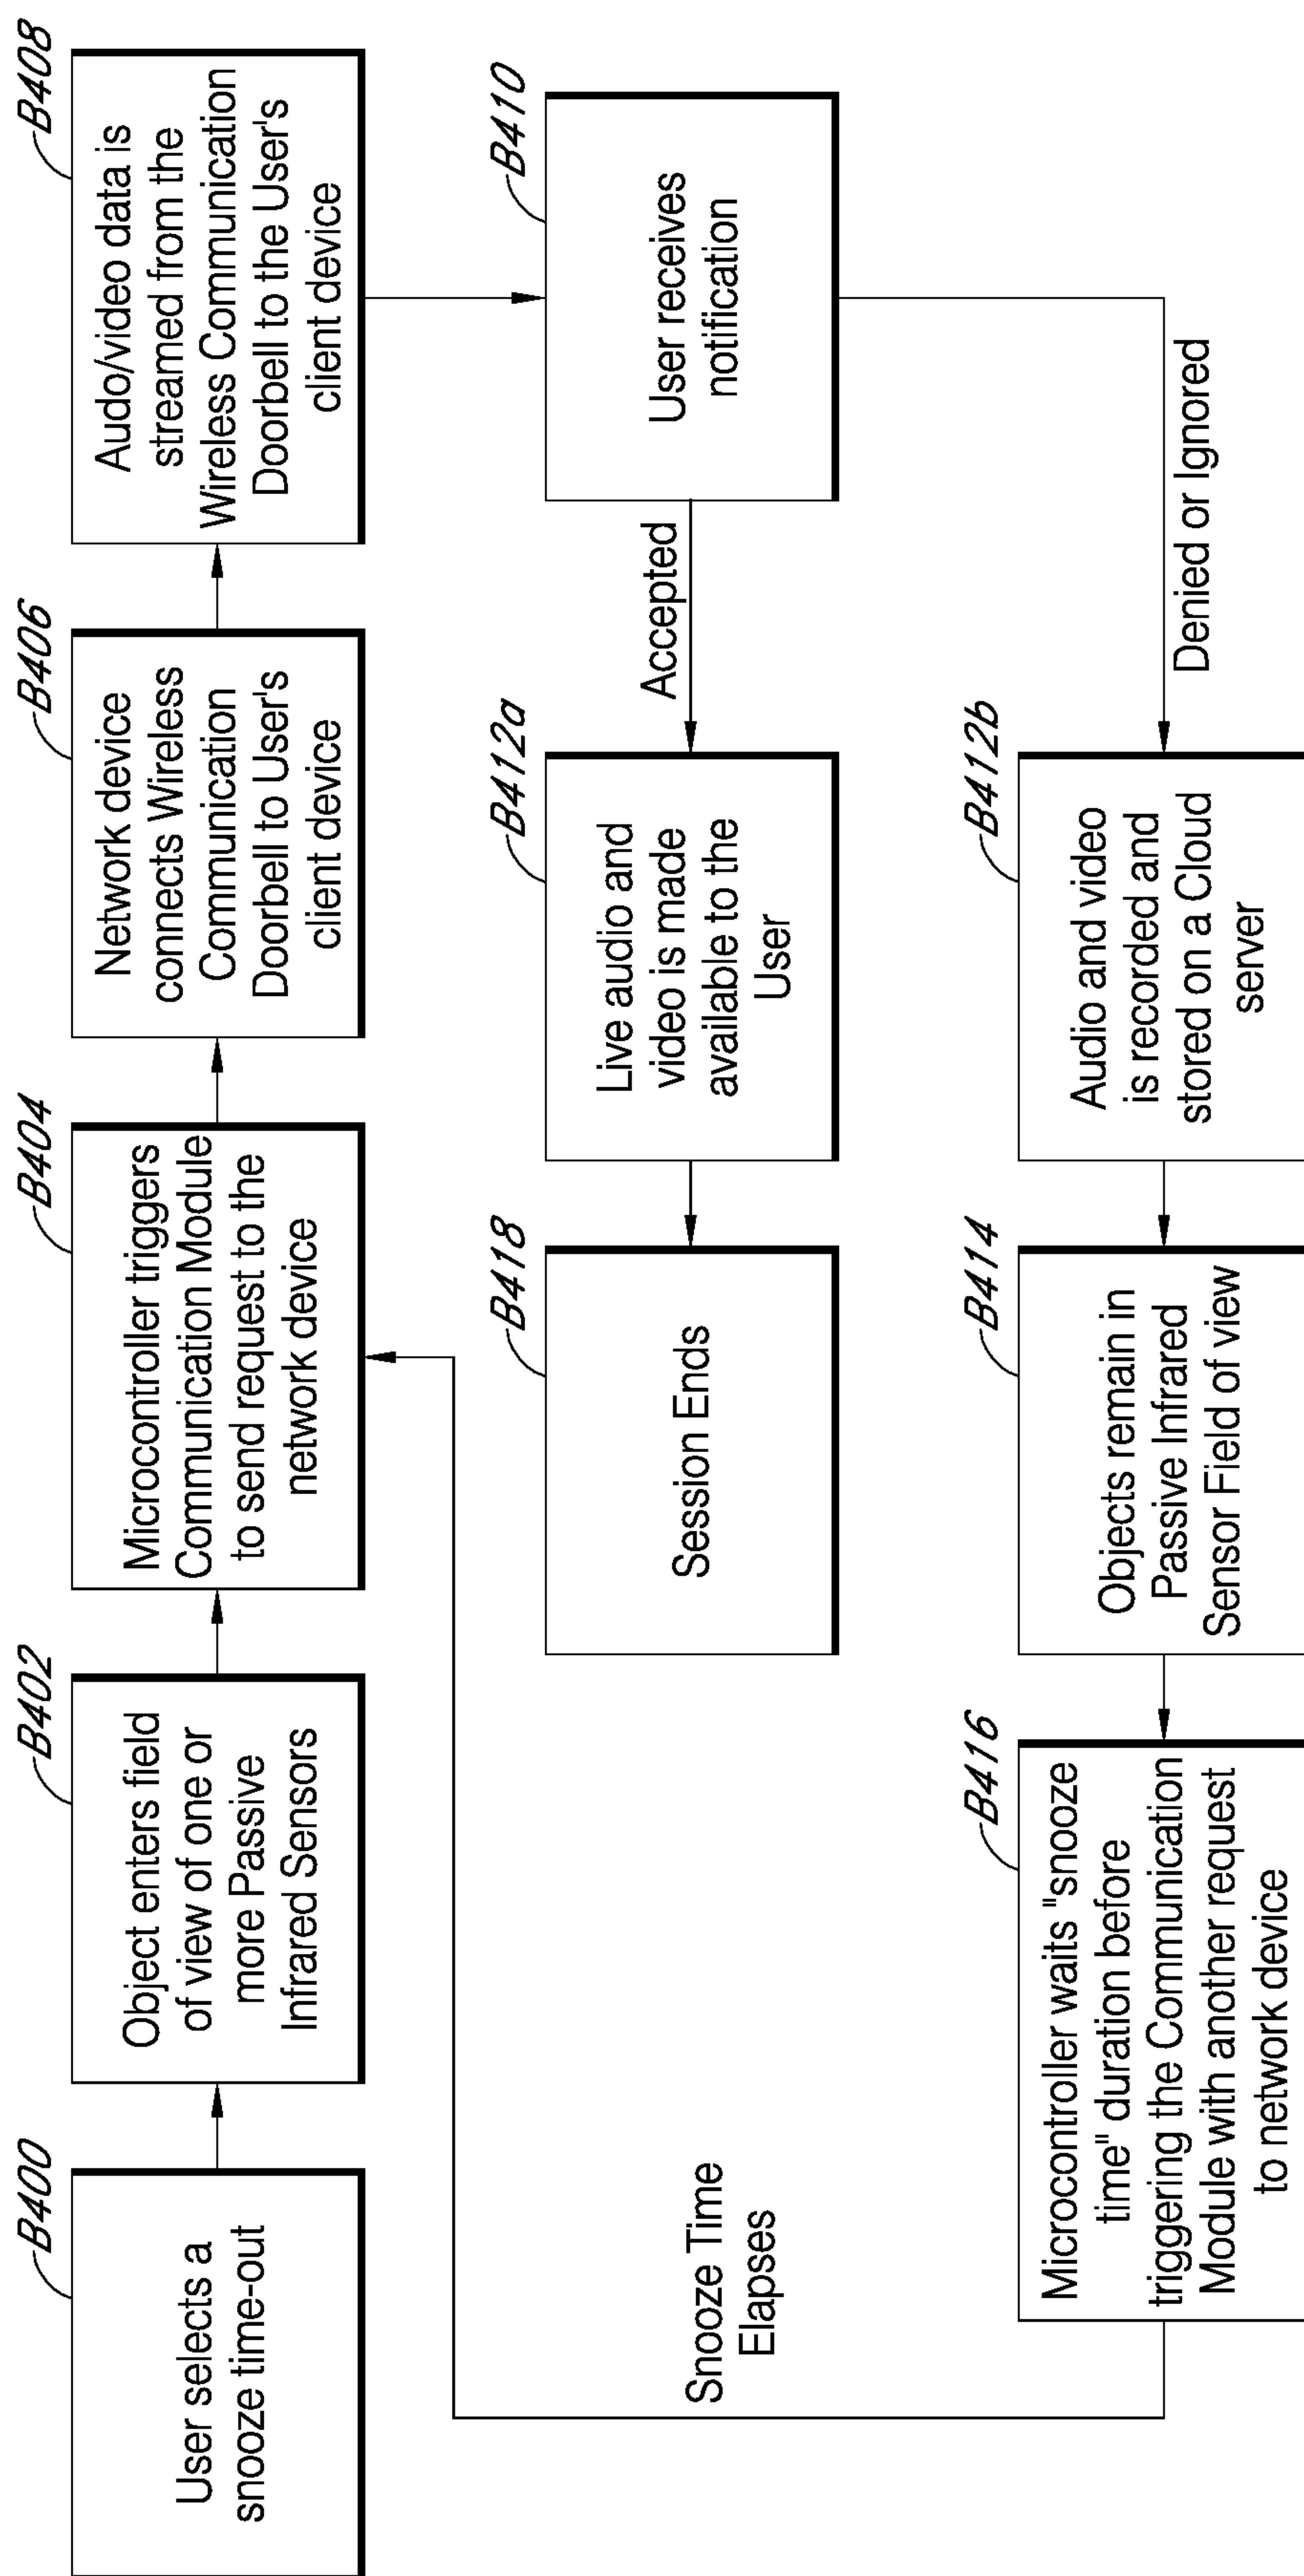 B400
User selects a
snooze time-out
B402
Object enters field
of view of one or
more Passive
Infrared Sensors
B404
Microcontroller triggers
Communication Module
to send request to the
network device
B406
Network device
connects Wireless
Communication
Doorbell to User's
client device
B408
Audo/video data is
streamed from the
Wireless Communication
Doorbell to the User's
client device
B410
User receives
notification
Accepted
B412a
Live audio and
video is made
available to the
User
B418
Session Ends
Denied or Ignored
B412b
Audio and video
is recorded and
stored on a Cloud
server
B414
Objects remain in
Passive Infrared
Sensor Field of view
B416
Microcontroller waits "snooze
time" duration before
triggering the Communication
Module with another request
to network device
Snooze Time
Elapses